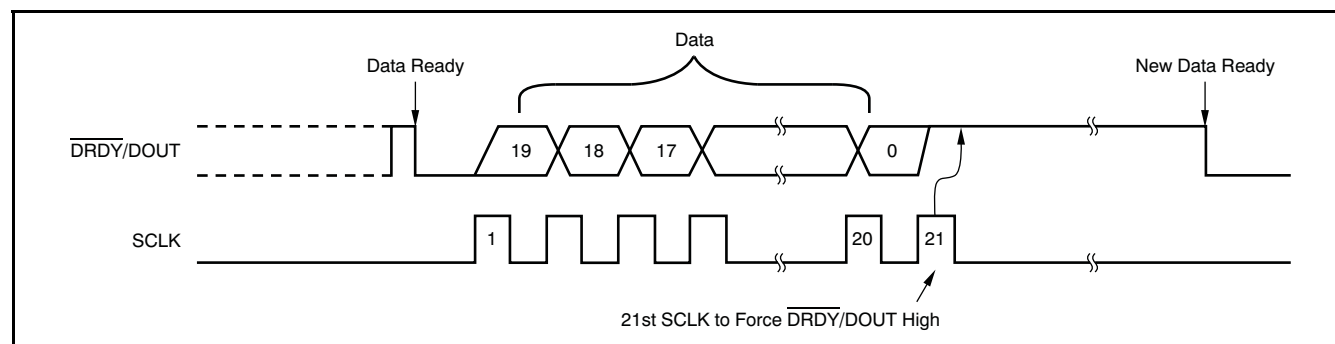 Data
Data Ready
New Data Ready
DRDY/DOUT
19 18 17 0
SCLK
1 20 21
21st SCLK to Force DRDY/DOUT High